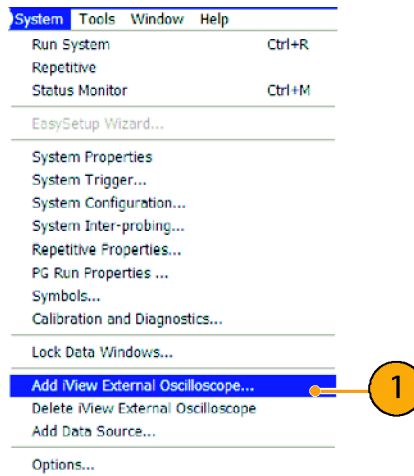 System Tools Window Help
Run System Ctrl+R
Repetitive
Status Monitor Ctrl+M
EasySetup Wizard...
System Properties
System Trigger...
System Configuration...
System Inter-probing...
Repetitive Properties...
PG Run Properties ...
Symbols...
Calibration and Diagnostics...
Lock Data Windows...
Add iView External Oscilloscope...
1
Delete iView External Oscilloscope
Add Data Source...
Options...